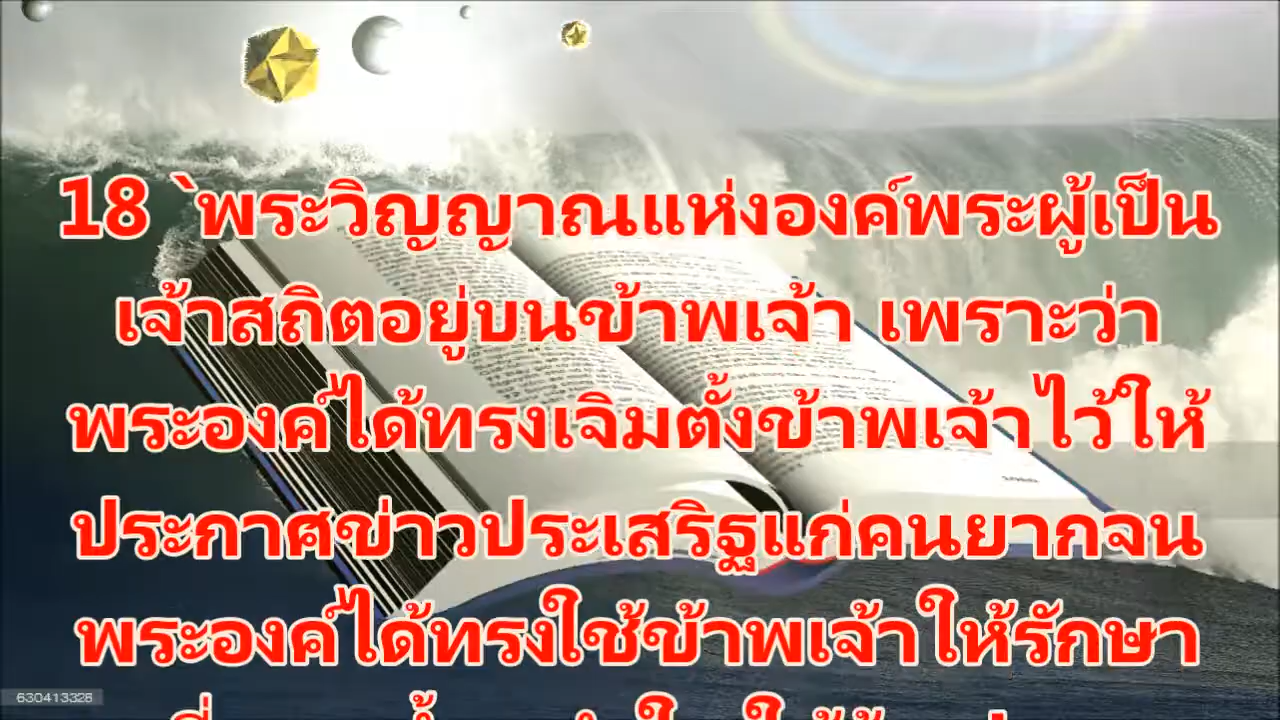 18 `พระวิญญาณแห่งองค์พระผู้เป็น
เจ้าสถิตอยู่บนข้าพเจ้า เพราะว่า
พระองค์ได้ทรงเจิมตั้งข้าพเจ้าไว้ให้
ประกาศข่าวประเสริฐแก่คนยากจน
พระองค์ได้ทรงใช้ข้าพเจ้าให้รักษา
630413328